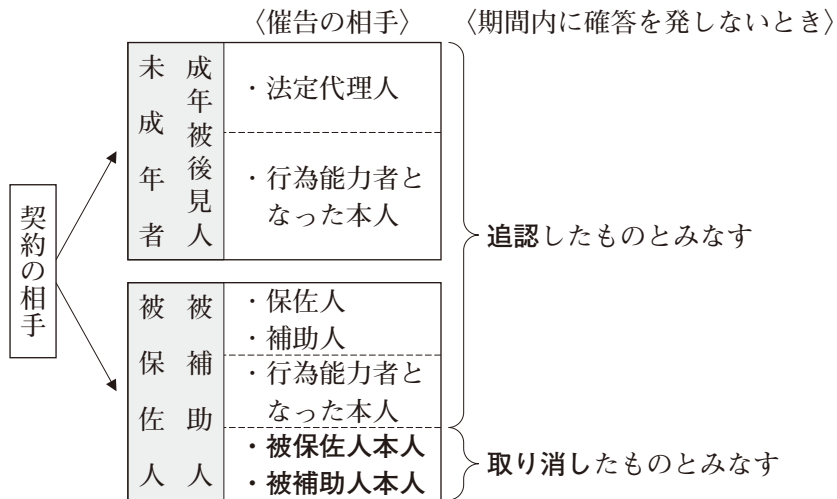 〈催告の相手〉 〈期間内に確答を発しないとき〉
契約の相手
未成年者
成年被後見人
・法定代理人
・行為能力者と
なった本人
追認したものとみなす
被保佐人
被補助人
・保佐人
・補助人
・行為能力者と
なった本人
・被保佐人本人
・被補助人本人
取り消したものとみなす